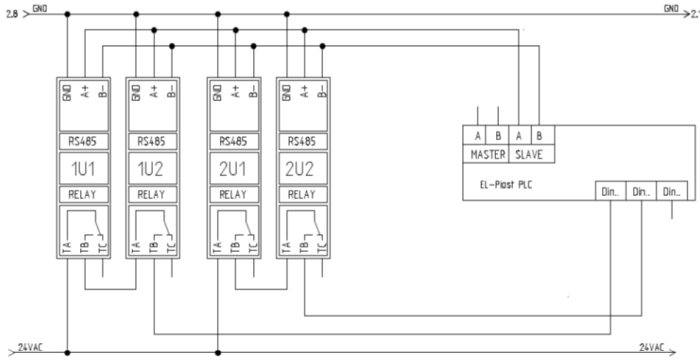 2.8 GND GND 2.
GND A+ B- GND A+ B- GND A+ B- GND A+ B-
A B A B
RS485 RS485 RS485 RS485
MASTER SLAVE
1U1 1U2 2U1 2U2
EL-Piast PLC
RELAY RELAY RELAY RELAY
Din.. Din.. Din..
TA TB TC TA TB TC TA TB TC TA TB TC
24VAC 24VAC